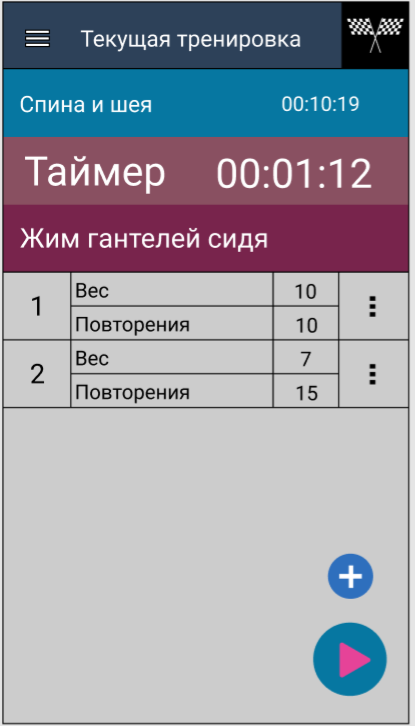 Текущая тренировка
Спина и шея 00:10:19
Таймер 00:01:12
Жим гантелей сидя
1 Вес 10
Повторения 10
2 Вес 7
Повторения 15